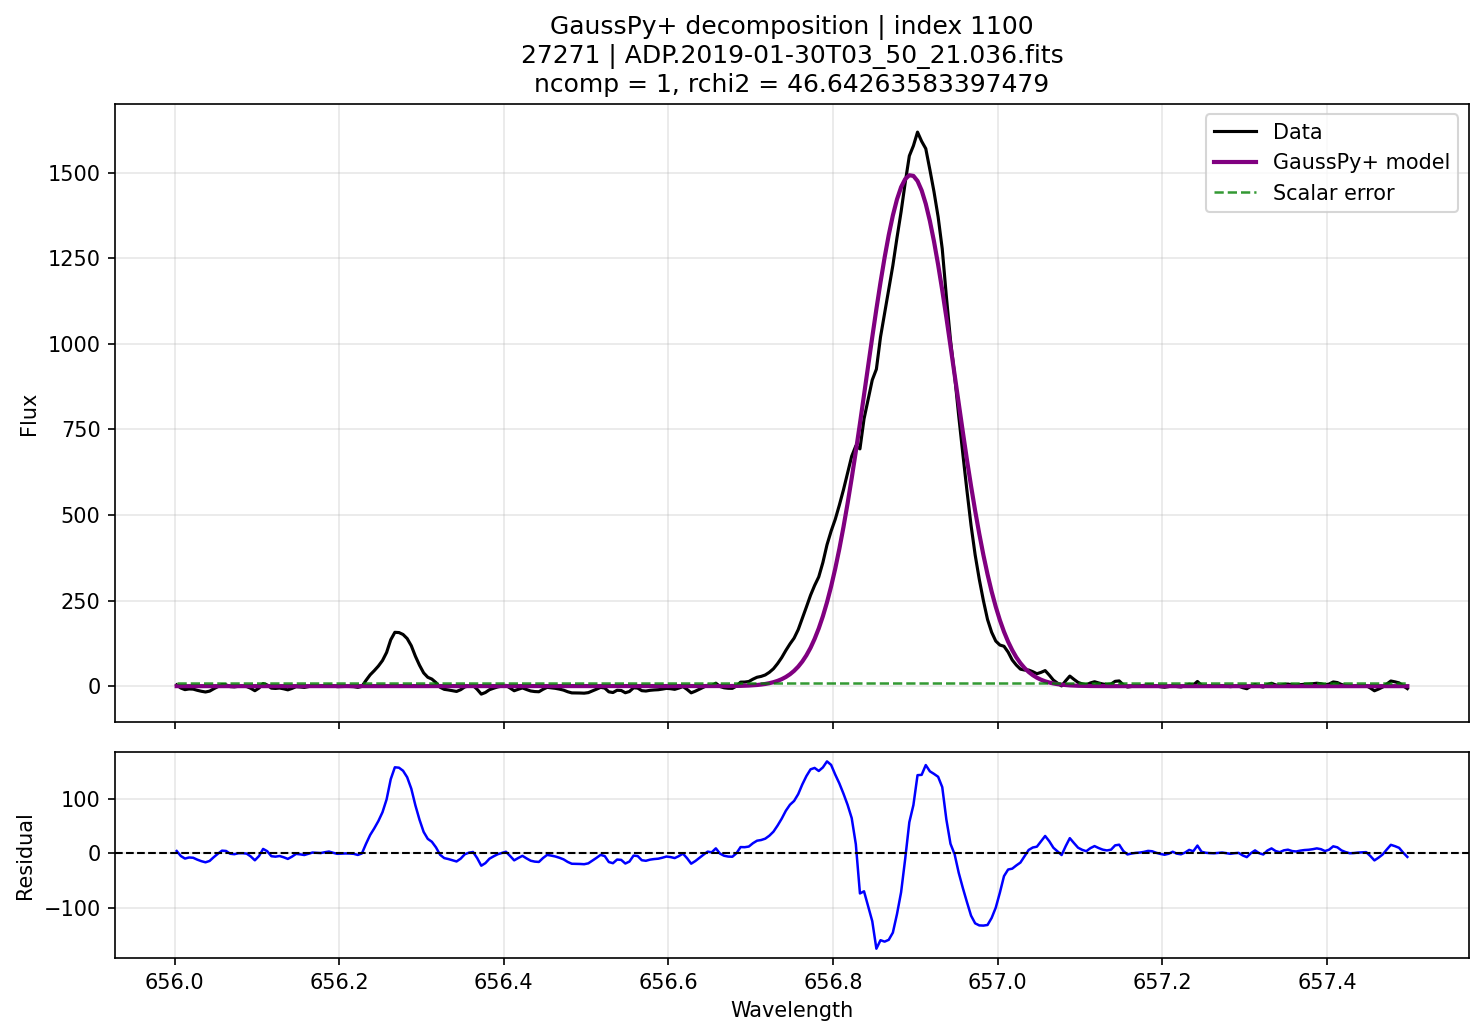 GaussPy+ decomposition | index 1100
27271 | ADP.2019-01-30T03_50_21.036.fits
ncomp = 1, rchi2 = 46.64263583397479
Data
GaussPy+ model
Scalar error
Flux
1500
1250
1000
750
500
250
0
Residual
100
0
−100
656.0 656.2 656.4 656.6 656.8 657.0 657.2 657.4
Wavelength